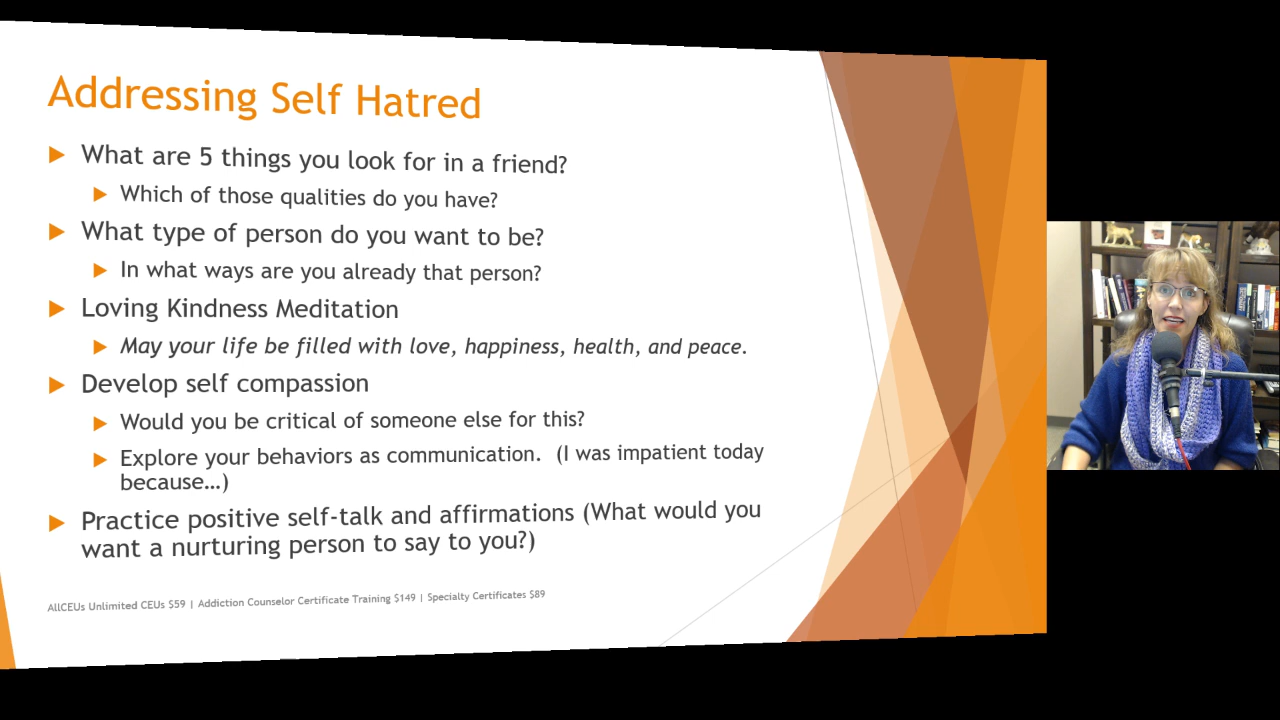 Addressing Self Hatred
What are 5 things you look for in a friend?
Which of those qualities do you have?
What type of person do you want to be?
In what ways are you already that person?
Loving Kindness Meditation
May your life be filled with love, happiness, health, and peace.
Develop self compassion
Would you be critical of someone else for this?
Explore your behaviors as communication. (I was impatient today
because…)
Practice positive self-talk and affirmations (What would you
want a nurturing person to say to you?)
AllCEUs Unlimited CEUs $59 | Addiction Counselor Certificate Training $149 | Specialty Certificates $89